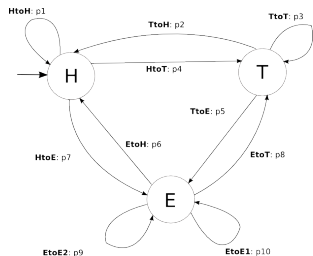 HtoH: p1
TtoH: p2
TtoT: p3
H
HtoT: p4
T
TtoE: p5
EtoH: p6
HtoE: p7
EtoT: p8
E
EtoE2: p9
EtoE1: p10